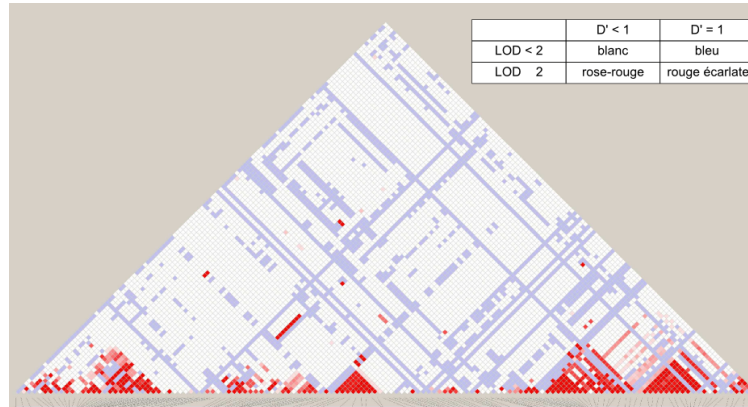 D' < 1 D' = 1
LOD < 2 blanc bleu
LOD 2 rose-rouge rouge écarlate